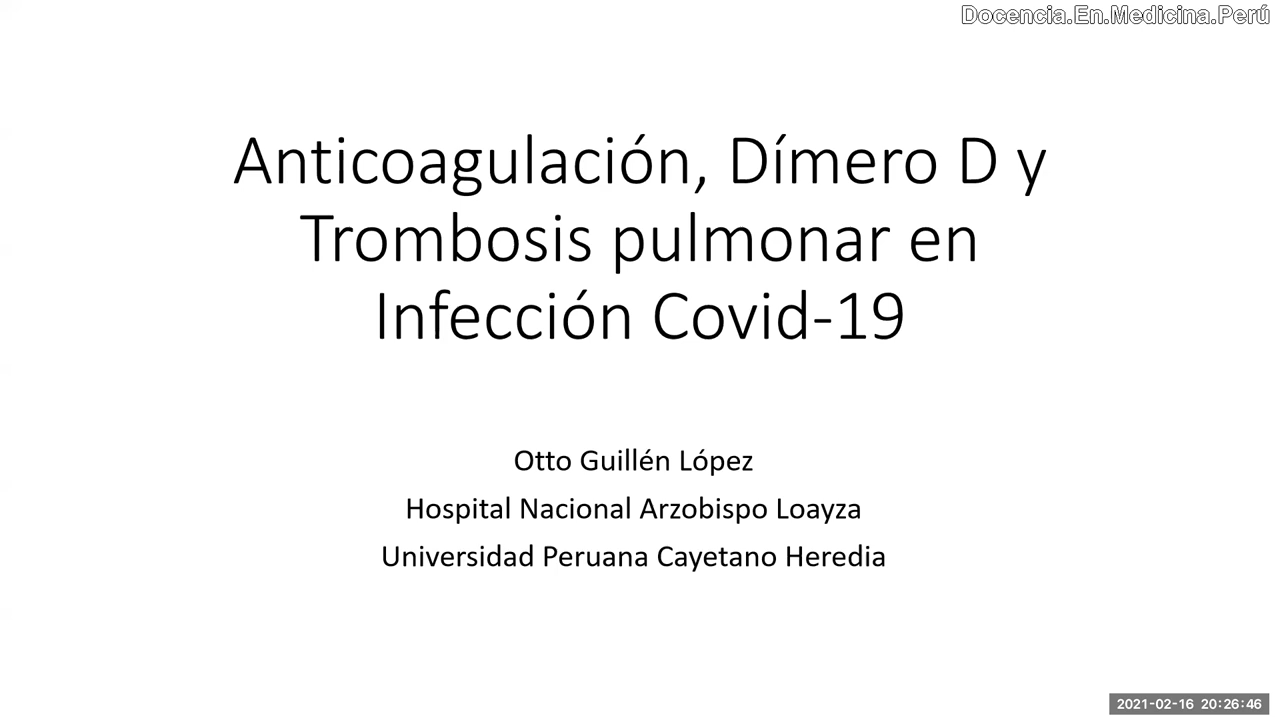 Docencia.En.Medicina.Perú
Anticoagulación, Dímero D y
Trombosis pulmonar en
Infección Covid-19
Otto Guillén López
Hospital Nacional Arzobispo Loayza
Universidad Peruana Cayetano Heredia
2021-02-16 20:26:46